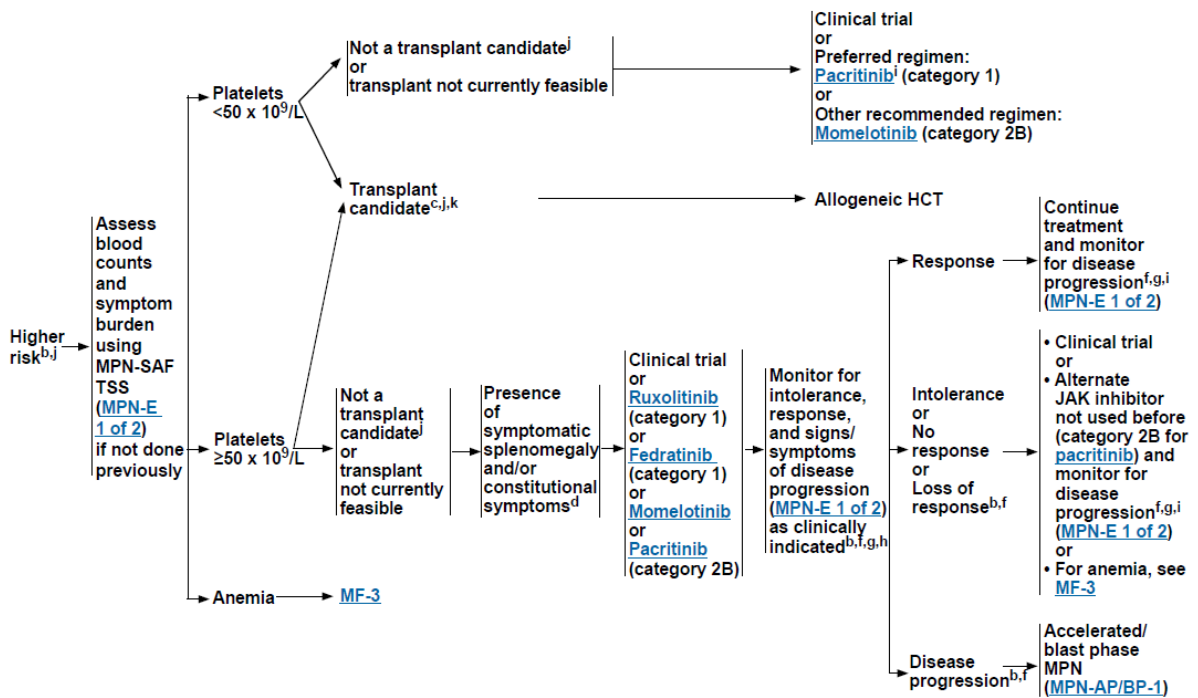 Higher
risk^b,j
Assess
blood
counts
and
symptom
burden
using
MPN-SAF
TSS
(MPN-E
1 of 2)
if not done
previously
Platelets
<50 x 10^9/L
Not a transplant candidate^j
or
transplant not currently feasible
Clinical trial
or
Preferred regimen:
Pacritinib^i (category 1)
or
Other recommended regimen:
Momelotinib (category 2B)
Transplant
candidate^c,j,k
Allogeneic HCT
Platelets
≥50 x 10^9/L
Not a
transplant
candidate^j
or
transplant
not currently
feasible
Presence
of
symptomatic
splenomegaly
and/or
constitutional
symptoms^d
Clinical trial
or
Ruxolitinib
(category 1)
or
Fedratinib
(category 1)
or
Momelotinib
or
Pacritinib
(category 2B)
Monitor for
intolerance,
response,
and signs/
symptoms
of disease
progression
(MPN-E 1 of 2)
as clinically
indicated^b,f,g,h
Response
Continue
treatment
and monitor
for disease
progression^f,g,i
(MPN-E 1 of 2)
Intolerance
or
No
response
or
Loss of
response^b,f
• Clinical trial
or
• Alternate
JAK inhibitor
not used before
(category 2B for
pacritinib) and
monitor for
disease
progression^f,g,i
(MPN-E 1 of 2)
or
• For anemia, see
MF-3
Disease
progression^b,f
Accelerated/
blast phase
MPN
(MPN-AP/BP-1)
Anemia
MF-3